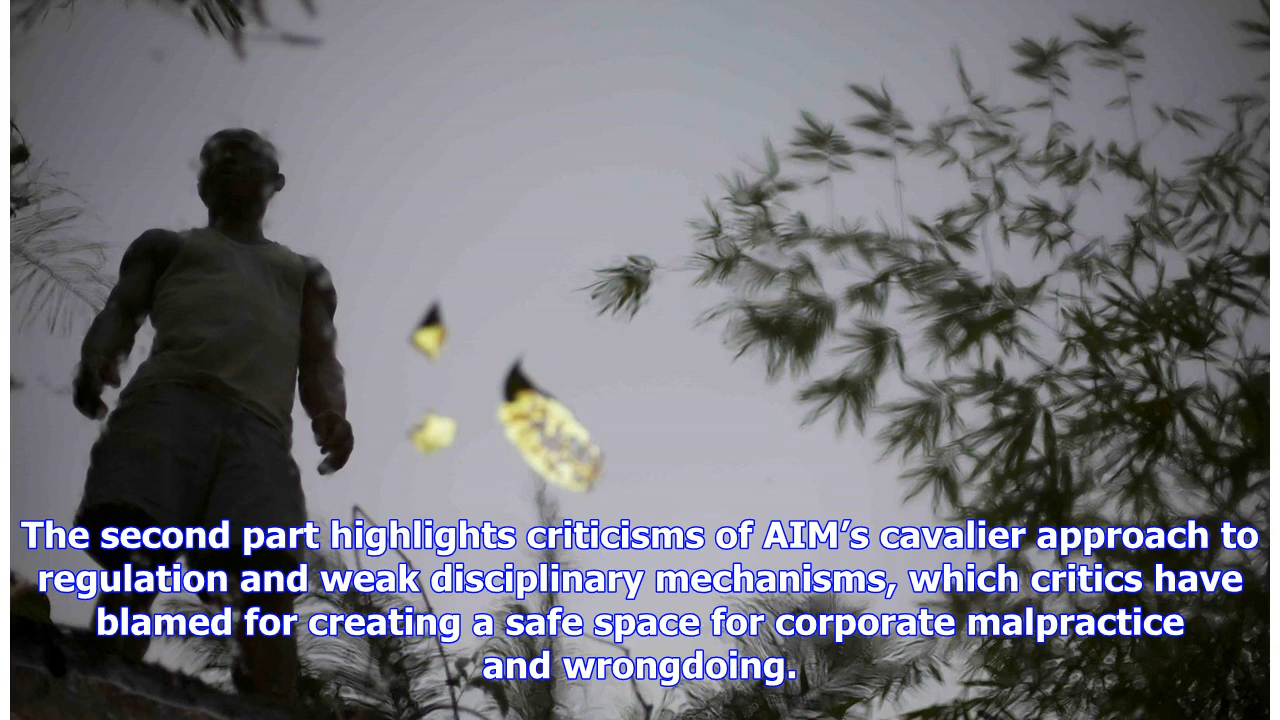 The second part highlights criticisms of AIM’s cavalier approach to
regulation and weak disciplinary mechanisms, which critics have
blamed for creating a safe space for corporate malpractice
and wrongdoing.